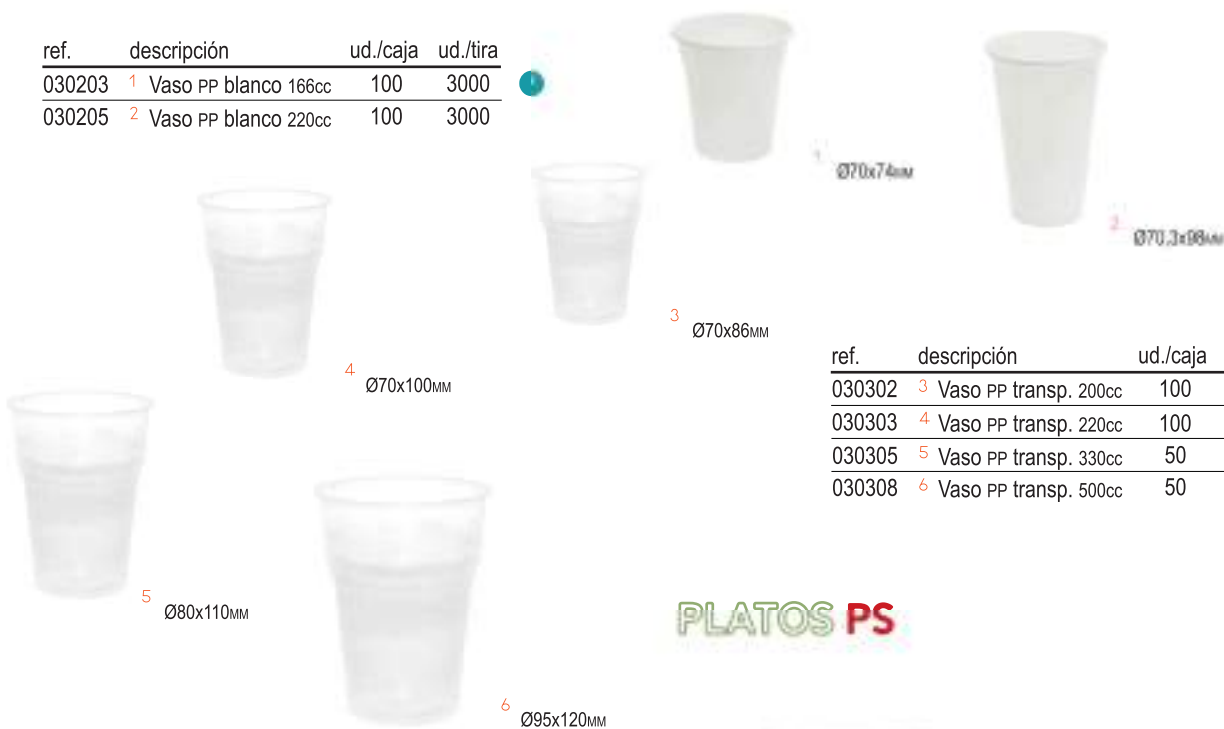 ref. descripción ud./caja ud./tira
030203 1 Vaso PP blanco 166cc 100 3000
030205 2 Vaso PP blanco 220cc 100 3000
1 Ø70x74MM
2 Ø70,3x98MM
3 Ø70x86MM
4 Ø70x100MM
ref. descripción ud./caja
030302 3 Vaso PP transp. 200cc 100
030303 4 Vaso PP transp. 220cc 100
030305 5 Vaso PP transp. 330cc 50
030308 6 Vaso PP transp. 500cc 50
5 Ø80x110MM
PLATOS PS
6 Ø95x120MM